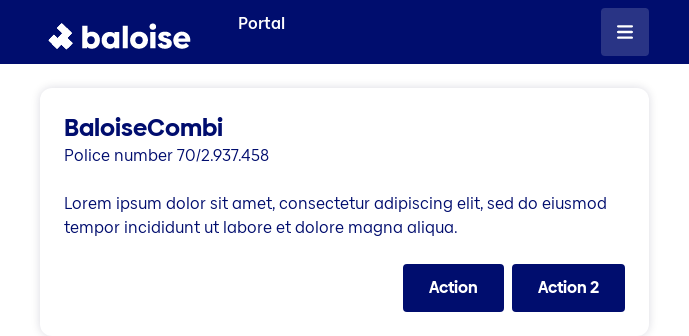 baloise
Portal
BaloiseCombi
Police number 70/2.937.458
Lorem ipsum dolor sit amet, consectetur adipiscing elit, sed do eiusmod
tempor incididunt ut labore et dolore magna aliqua.
Action
Action 2